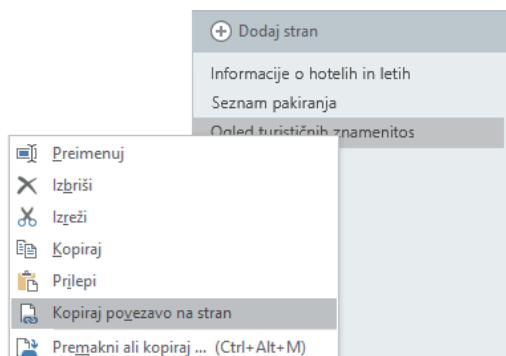 Dodaj stran
Informacije o hotelih in letih
Seznam pakiranja
Ogled turističnih znamenitos
Preimenuj
Izbriši
Izreži
Kopiraj
Prilepi
Kopiraj povezavo na stran
Premakni ali kopiraj ... (Ctrl+Alt+M)